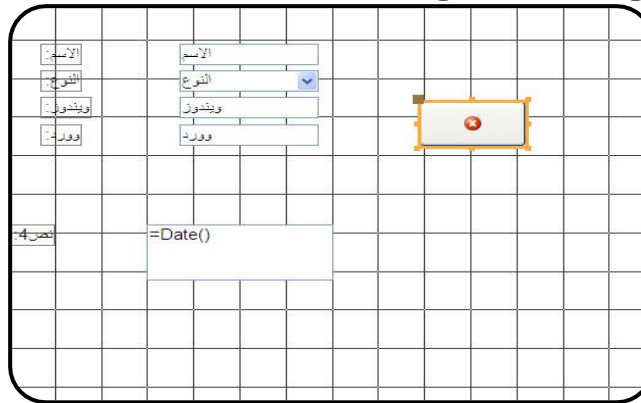 الاسم: الاسم
النوع: النوع
ويندوز: ويندوز
وورد: وورد
نص4: =Date()